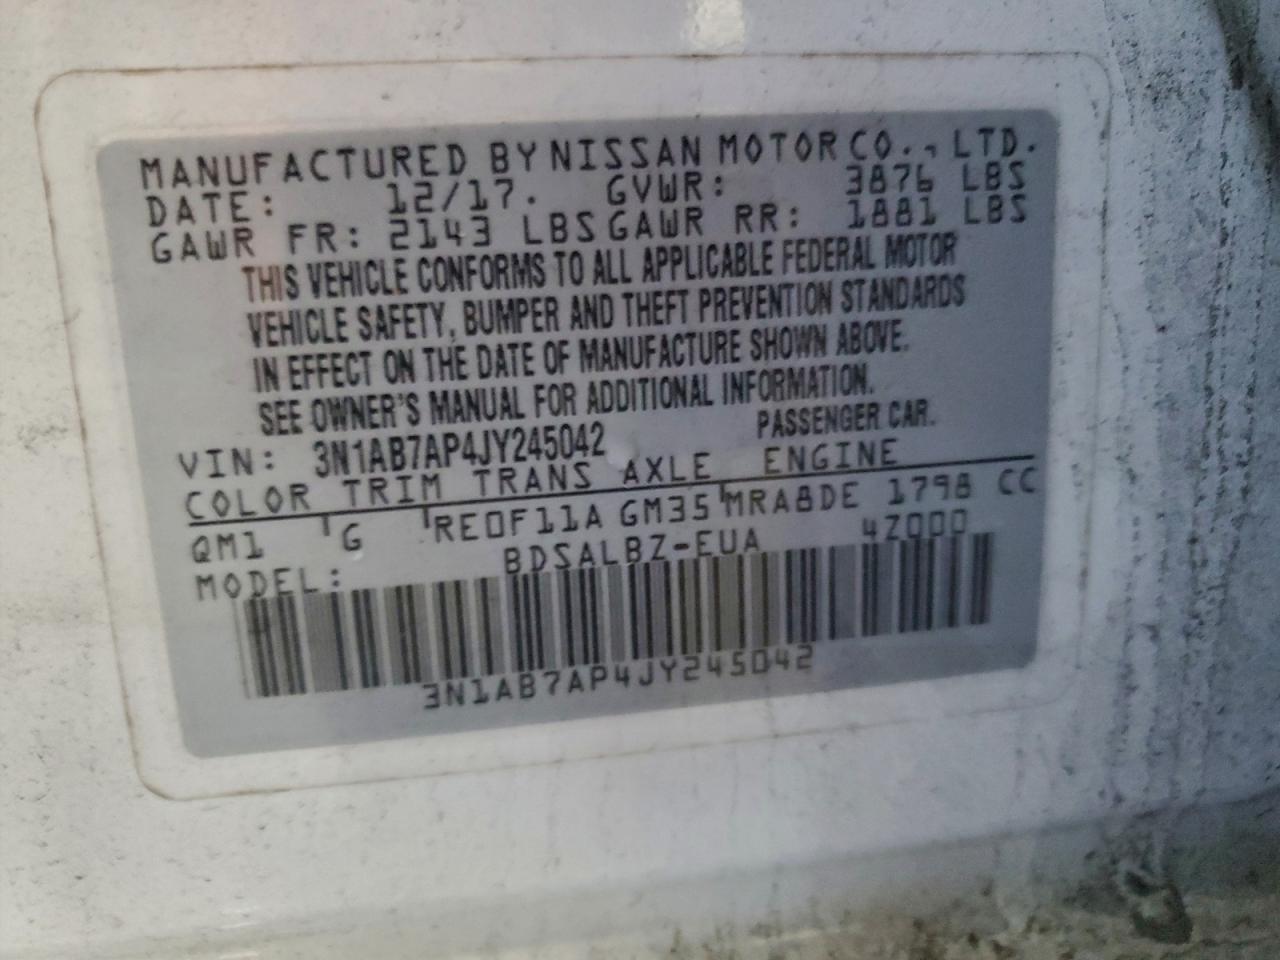 MANUFACTURED BY NISSAN MOTOR CO., LTD.
DATE: 12/17. GVWR: 3876 LBS
GAWR FR: 2143 LBS GAWR RR: 1881 LBS
THIS VEHICLE CONFORMS TO ALL APPLICABLE FEDERAL MOTOR
VEHICLE SAFETY, BUMPER AND THEFT PREVENTION STANDARDS
IN EFFECT ON THE DATE OF MANUFACTURE SHOWN ABOVE.
SEE OWNER'S MANUAL FOR ADDITIONAL INFORMATION.
VIN: 3N1AB7AP4JY245042 PASSENGER CAR.
COLOR TRIM TRANS AXLE ENGINE
QM1 G RE0F11A GM35 MRA8DE 1798 CC
MODEL: BDSALBZ-EUA 4Z000
3N1AB7AP4JY245042